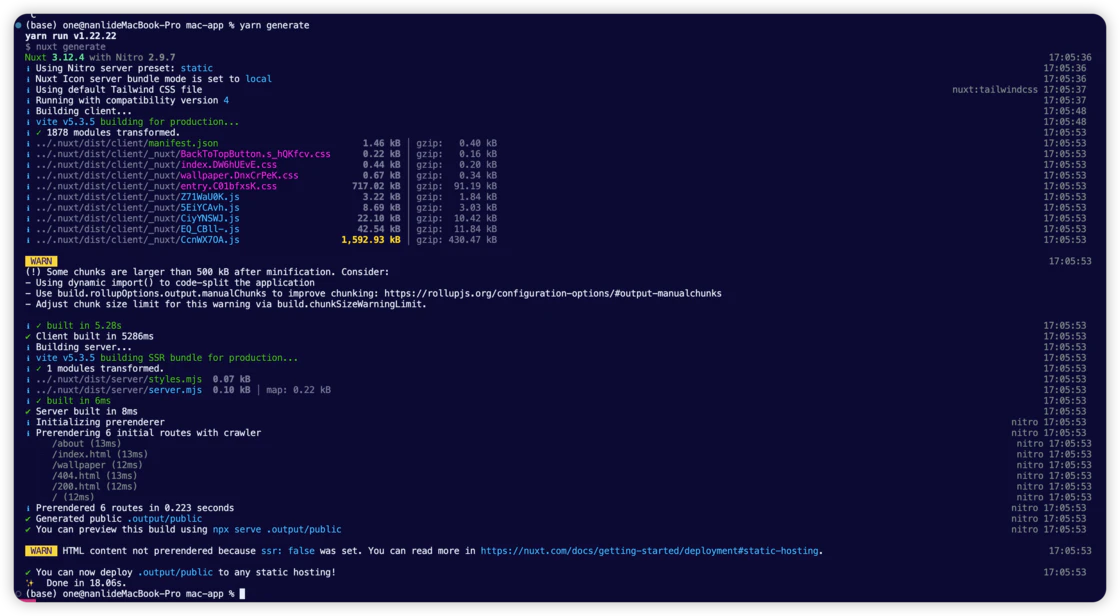 (base) one@nanlideMacBook-Pro mac-app % yarn generate
yarn run v1.22.22
$ nuxt generate
Nuxt 3.12.4 with Nitro 2.9.7 17:05:36
ℹ Using Nitro server preset: static 17:05:36
ℹ Nuxt Icon server bundle mode is set to local 17:05:36
ℹ Using default Tailwind CSS file nuxt:tailwindcss 17:05:37
ℹ Running with compatibility version 4 17:05:37
ℹ Building client... 17:05:48
ℹ vite v5.3.5 building for production... 17:05:48
ℹ ✓ 1878 modules transformed. 17:05:53
ℹ ../.nuxt/dist/client/manifest.json 1.46 kB │ gzip: 0.40 kB 17:05:53
ℹ ../.nuxt/dist/client/_nuxt/BackToTopButton.s_hQKfcv.css 0.22 kB │ gzip: 0.16 kB 17:05:53
ℹ ../.nuxt/dist/client/_nuxt/index.DW6hUEvE.css 0.44 kB │ gzip: 0.20 kB 17:05:53
ℹ ../.nuxt/dist/client/_nuxt/wallpaper.DnxCrPeK.css 0.67 kB │ gzip: 0.34 kB 17:05:53
ℹ ../.nuxt/dist/client/_nuxt/entry.C01bfxsK.css 717.02 kB │ gzip: 91.19 kB 17:05:53
ℹ ../.nuxt/dist/client/_nuxt/Z71WaU0K.js 3.22 kB │ gzip: 1.84 kB 17:05:53
ℹ ../.nuxt/dist/client/_nuxt/5EiYCAvh.js 8.69 kB │ gzip: 3.03 kB 17:05:53
ℹ ../.nuxt/dist/client/_nuxt/CiyYNSWJ.js 22.10 kB │ gzip: 10.42 kB 17:05:53
ℹ ../.nuxt/dist/client/_nuxt/EQ_CBll-.js 42.54 kB │ gzip: 11.84 kB 17:05:53
ℹ ../.nuxt/dist/client/_nuxt/CcnWX7OA.js 1,592.93 kB │ gzip: 430.47 kB 17:05:53
WARN 17:05:53
(!) Some chunks are larger than 500 kB after minification. Consider:
- Using dynamic import() to code-split the application
- Use build.rollupOptions.output.manualChunks to improve chunking: https://rollupjs.org/configuration-options/#output-manualchunks
- Adjust chunk size limit for this warning via build.chunkSizeWarningLimit.
ℹ ✓ built in 5.28s 17:05:53
✔ Client built in 5286ms 17:05:53
ℹ Building server... 17:05:53
ℹ vite v5.3.5 building SSR bundle for production... 17:05:53
ℹ ✓ 1 modules transformed. 17:05:53
ℹ ../.nuxt/dist/server/styles.mjs 0.07 kB 17:05:53
ℹ ../.nuxt/dist/server/server.mjs 0.10 kB │ map: 0.22 kB 17:05:53
ℹ ✓ built in 6ms 17:05:53
✔ Server built in 8ms 17:05:53
ℹ Initializing prerenderer nitro 17:05:53
ℹ Prerendering 6 initial routes with crawler nitro 17:05:53
/about (13ms) nitro 17:05:53
/index.html (13ms) nitro 17:05:53
/wallpaper (12ms) nitro 17:05:53
/404.html (13ms) nitro 17:05:53
/200.html (12ms) nitro 17:05:53
/ (12ms) nitro 17:05:53
ℹ Prerendered 6 routes in 0.223 seconds nitro 17:05:53
✔ Generated public .output/public nitro 17:05:53
✔ You can preview this build using npx serve .output/public nitro 17:05:53
WARN HTML content not prerendered because ssr: false was set. You can read more in https://nuxt.com/docs/getting-started/deployment#static-hosting. 17:05:53
✔ You can now deploy .output/public to any static hosting! 17:05:53
✨ Done in 18.06s.
(base) one@nanlideMacBook-Pro mac-app %